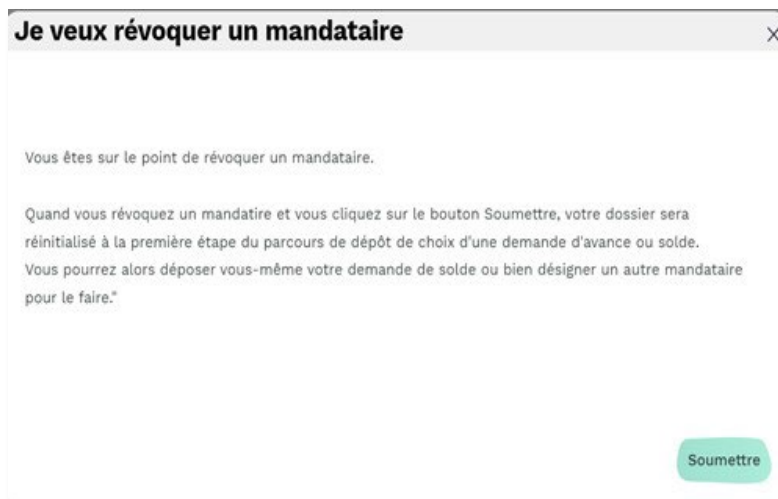 Je veux révoquer un mandataire
Vous êtes sur le point de révoquer un mandataire.
Quand vous révoquez un mandatire et vous cliquez sur le bouton Soumettre, votre dossier sera
réinitialisé à la première étape du parcours de dépôt de choix d'une demande d'avance ou solde.
Vous pourrez alors déposer vous-même votre demande de solde ou bien désigner un autre mandataire
pour le faire."
Soumettre